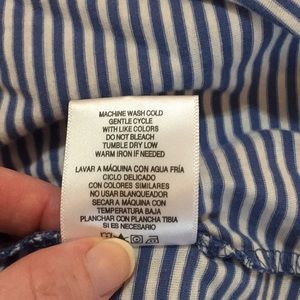 MACHINE WASH COLD
GENTLE CYCLE
WITH LIKE COLORS
DO NOT BLEACH
TUMBLE DRY LOW
WARM IRON IF NEEDED
LAVAR A MÁQUINA CON AGUA FRÍA
CICLO DELICADO
CON COLORES SIMILARES
NO USAR BLANQUEADOR
SECAR A MÁQUINA CON
TEMPERATURA BAJA
PLANCHAR CON PLANCHA TIBIA
SI ES NECESARIO